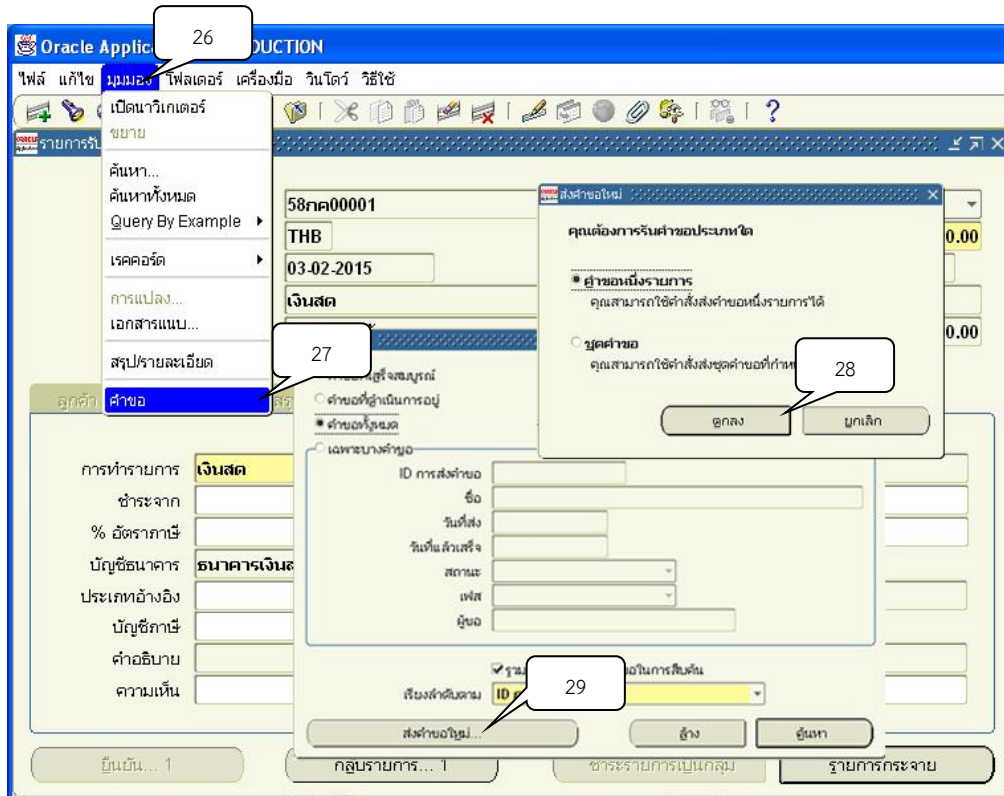 26
Oracle Applic DUCTION
ไฟล์ แก้ไข มุมมอง โฟลเดอร์ เครื่องมือ วินโดว์ วิธีใช้
เปิดนาวิเกเตอร์
ขยาย
รายการรับ
ค้นหา...
ค้นหาทั้งหมด
Query By Example
เรคคอร์ด
การแปลง...
เอกสารแนบ...
สรุป/รายละเอียด
คำขอ
27
58กค00001
THB
03-02-2015
เงินสด
0.00
0.00
ส่งคำขอใหม่
คุณต้องการรับคำขอประเภทใด
คำขอหนึ่งรายการ
คุณสามารถใช้คำสั่งส่งคำขอหนึ่งรายการได้
ชุดคำขอ
คุณสามารถใช้คำสั่งส่งชุดคำขอที่กำห
28
ตกลง ยกเลิก
คำขอที่ดำเนินการอยู่
คำขอทั้งหมด
เฉพาะบางคำขอ
ID การส่งคำขอ
ชื่อ
วันที่ส่ง
วันที่แล้วเสร็จ
สถานะ
เฟส
ผู้ขอ
29
เรียงลำดับตาม ID
ส่งคำขอใหม่... ล้าง ค้นหา
ลูกค้า
การทำรายการ เงินสด
ชำระจาก
% อัตราภาษี
บัญชีธนาคาร ธนาคารเงินส
ประเภทอ้างอิง
บัญชีภาษี
คำอธิบาย
ความเห็น
ยืนยัน... 1 กลับรายการ... 1 ชำระรายการเป็นกลุ่ม รายการกระจาย